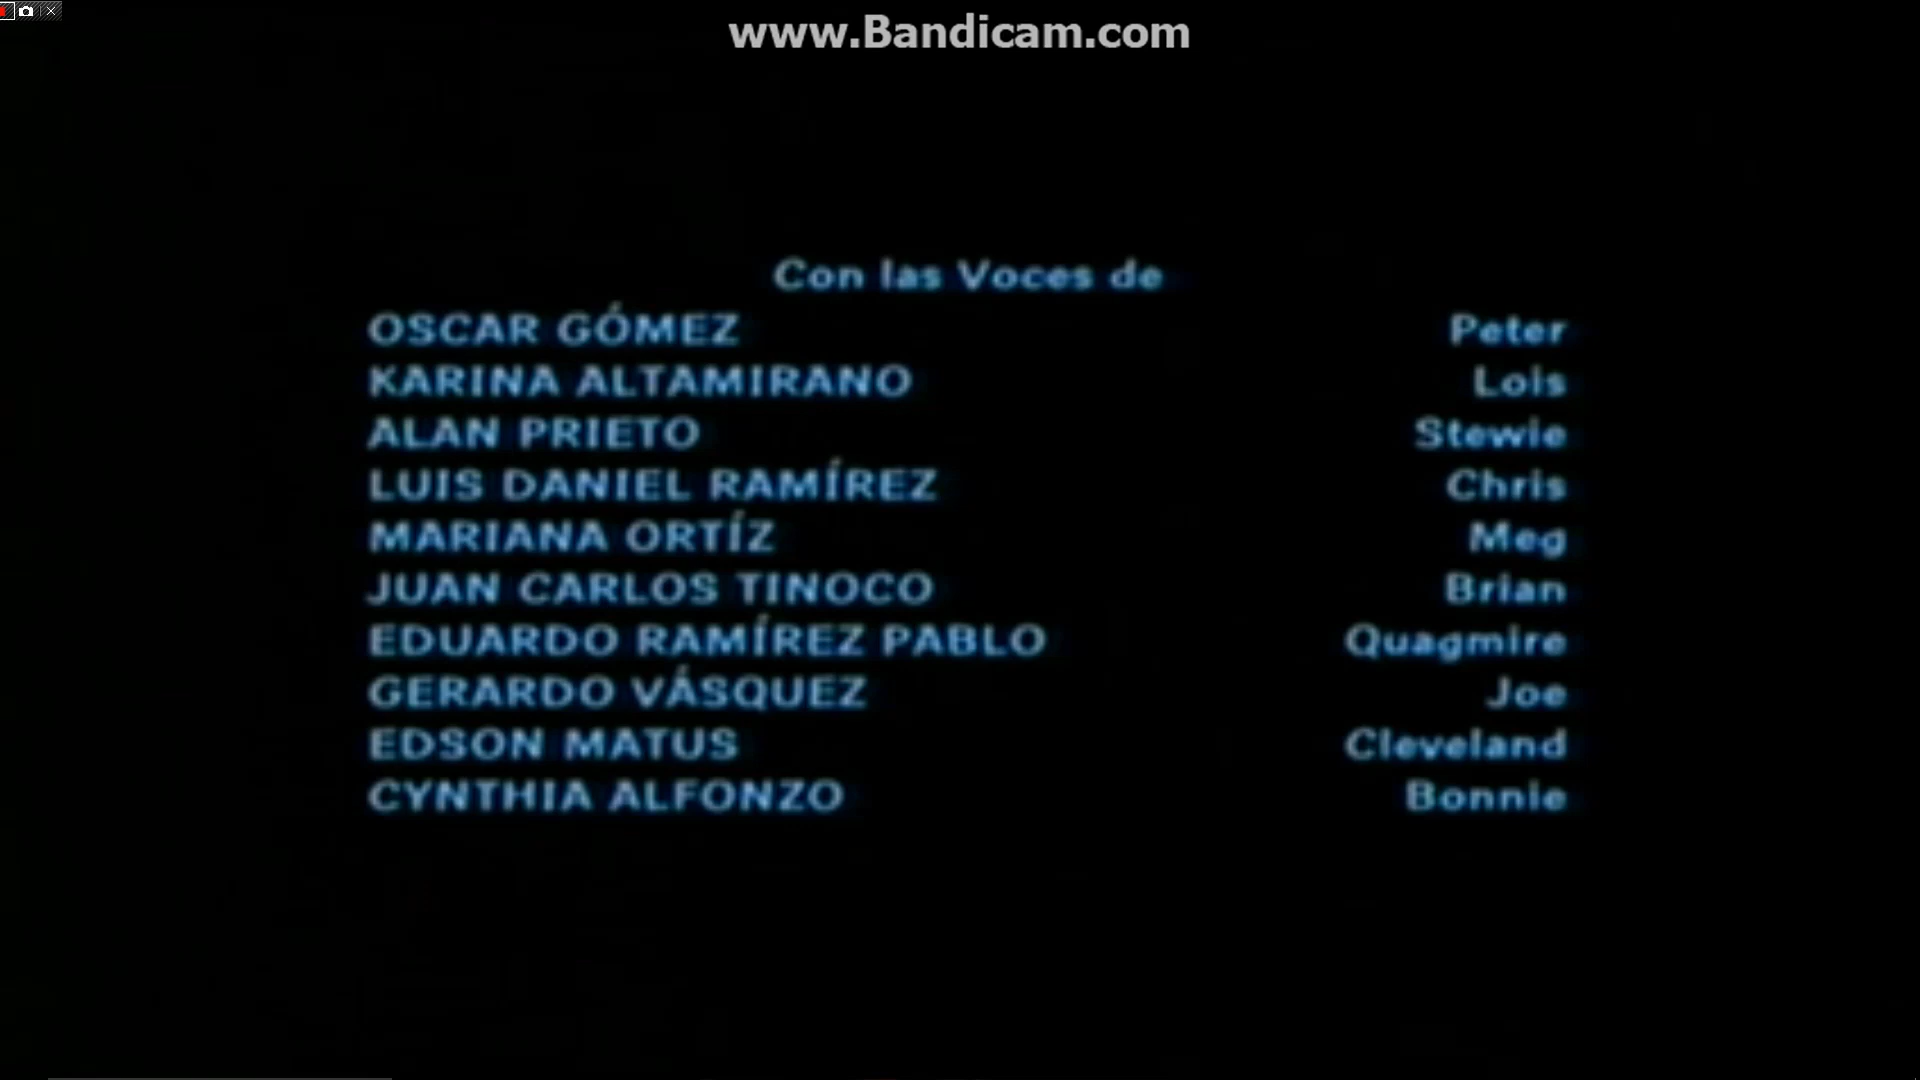 www.Bandicam.com
Con las Voces de
OSCAR GÓMEZ Peter
KARINA ALTAMIRANO Lois
ALAN PRIETO Stewie
LUIS DANIEL RAMÍREZ Chris
MARIANA ORTÍZ Meg
JUAN CARLOS TINOCO Brian
EDUARDO RAMÍREZ PABLO Quagmire
GERARDO VÁSQUEZ Joe
EDSON MATUS Cleveland
CYNTHIA ALFONZO Bonnie